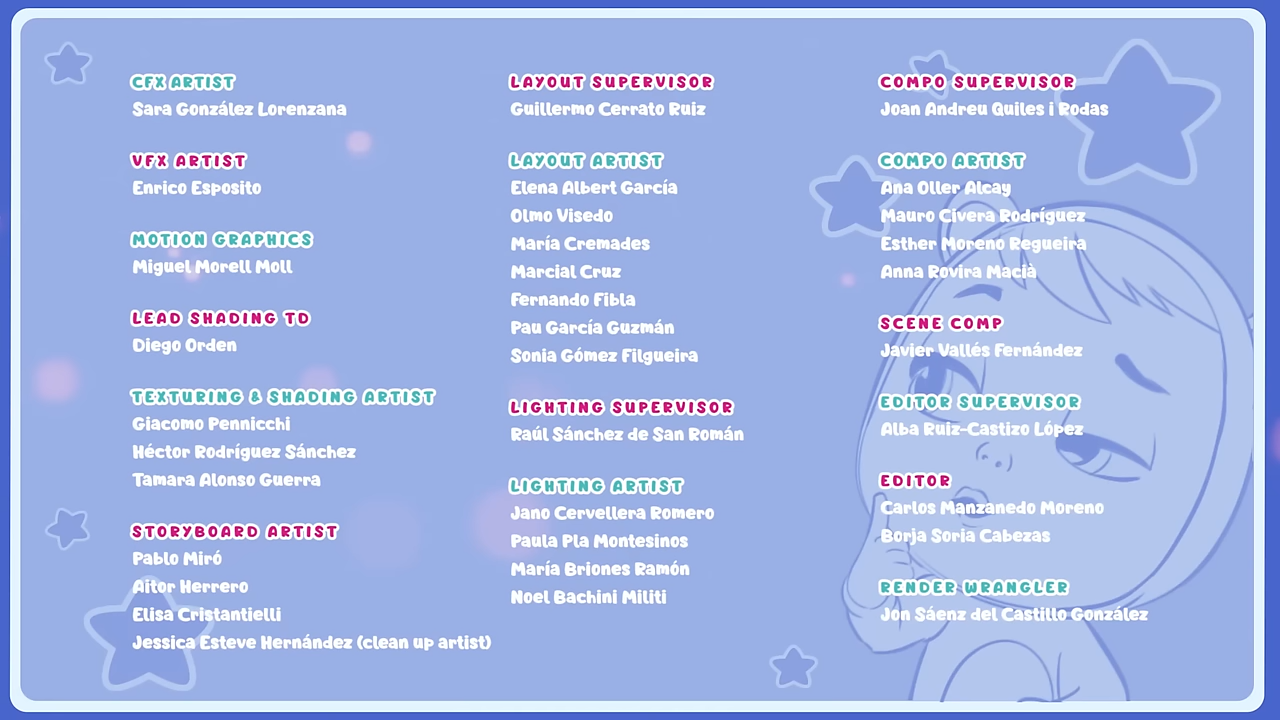 CFX ARTIST
Sara González Lorenzana
VFX ARTIST
Enrico Esposito
MOTION GRAPHICS
Miguel Morell Moll
LEAD SHADING TD
Diego Orden
TEXTURING & SHADING ARTIST
Giacomo Pennicchi
Héctor Rodríguez Sánchez
Tamara Alonso Guerra
STORYBOARD ARTIST
Pablo Miró
Aitor Herrero
Elisa Cristantielli
Jessica Esteve Hernández (clean up artist)
LAYOUT SUPERVISOR
Guillermo Cerrato Ruiz
LAYOUT ARTIST
Elena Albert García
Olmo Visedo
María Cremades
Marcial Cruz
Fernando Fibla
Pau García Guzmán
Sonia Gómez Filgueira
LIGHTING SUPERVISOR
Raúl Sánchez de San Román
LIGHTING ARTIST
Jano Cervellera Romero
Paula Pla Montesinos
María Briones Ramón
Noel Bachini Militi
COMPO SUPERVISOR
Joan Andreu Quiles i Rodas
COMPO ARTIST
Ana Oller Alcay
Mauro Civera Rodríguez
Esther Moreno Regueira
Anna Rovira Macià
SCENE COMP
Javier Vallés Fernández
EDITOR SUPERVISOR
Alba Ruiz-Castizo López
EDITOR
Carlos Manzanedo Moreno
Borja Soria Cabezas
RENDER WRANGLER
Jon Sáenz del Castillo González